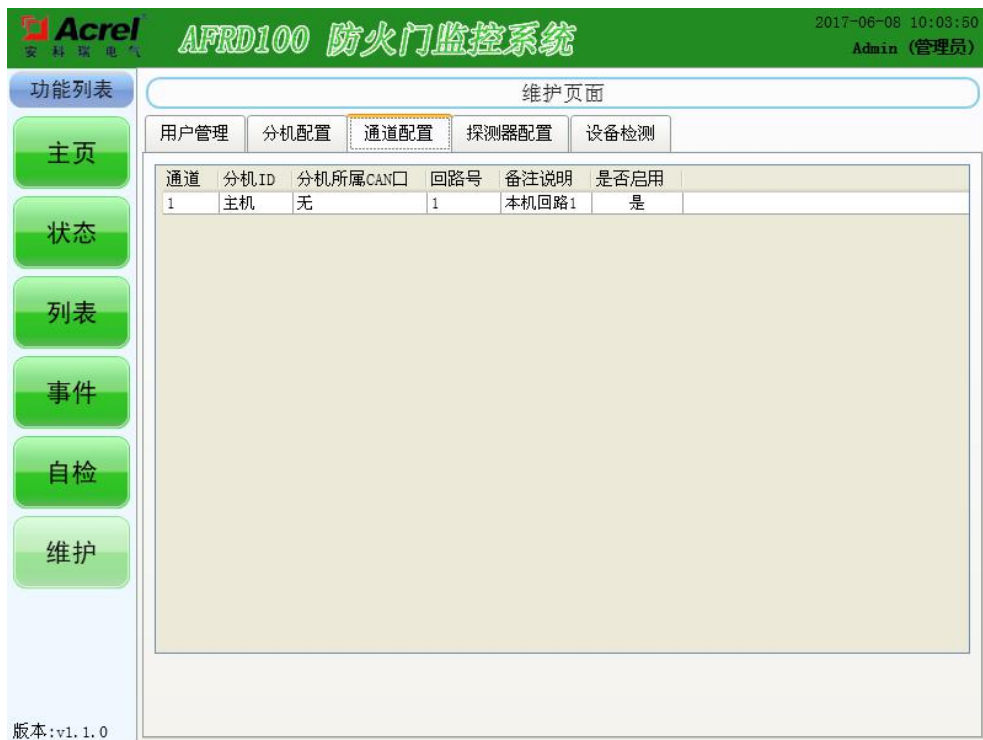 Acrel
安科瑞电气
AFRD100 防火门监控系统
2017-06-08 10:03:50
Admin (管理员)
功能列表
维护页面
主页
状态
列表
事件
自检
维护
用户管理 分机配置 通道配置 探测器配置 设备检测
通道 分机ID 分机所属CAN口 回路号 备注说明 是否启用
1 主机 无 1 本机回路1 是
版本:v1.1.0